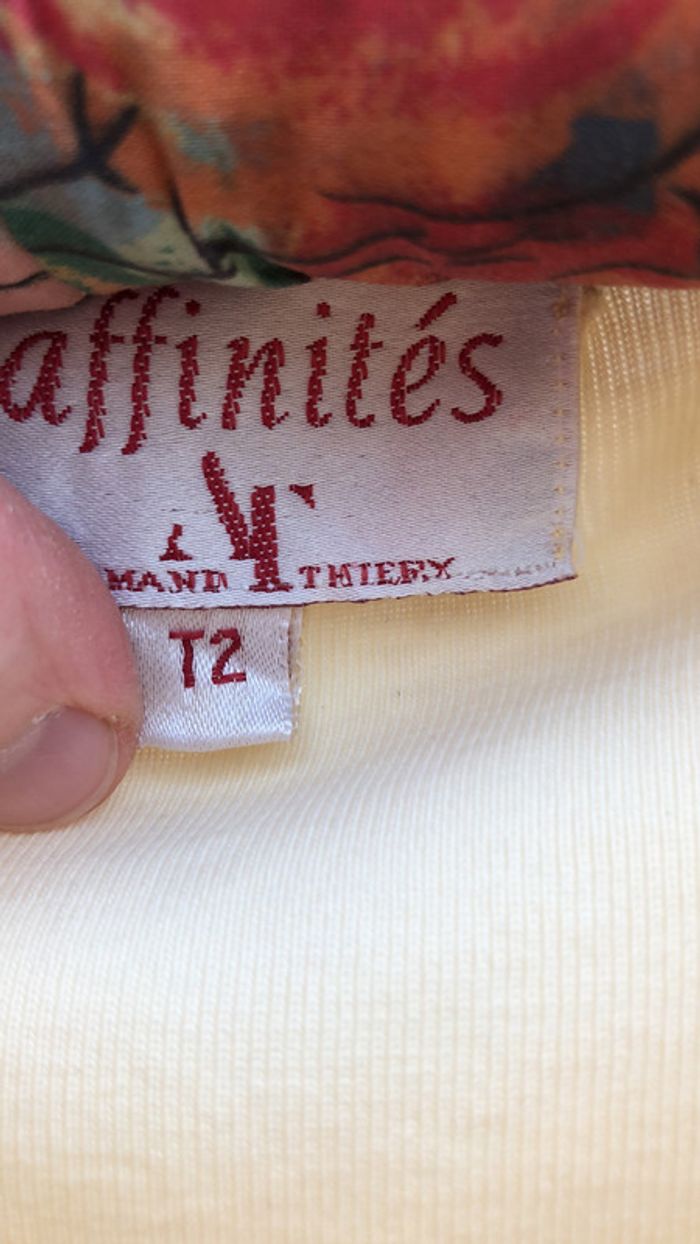 affinités
MAND THIERY
T2